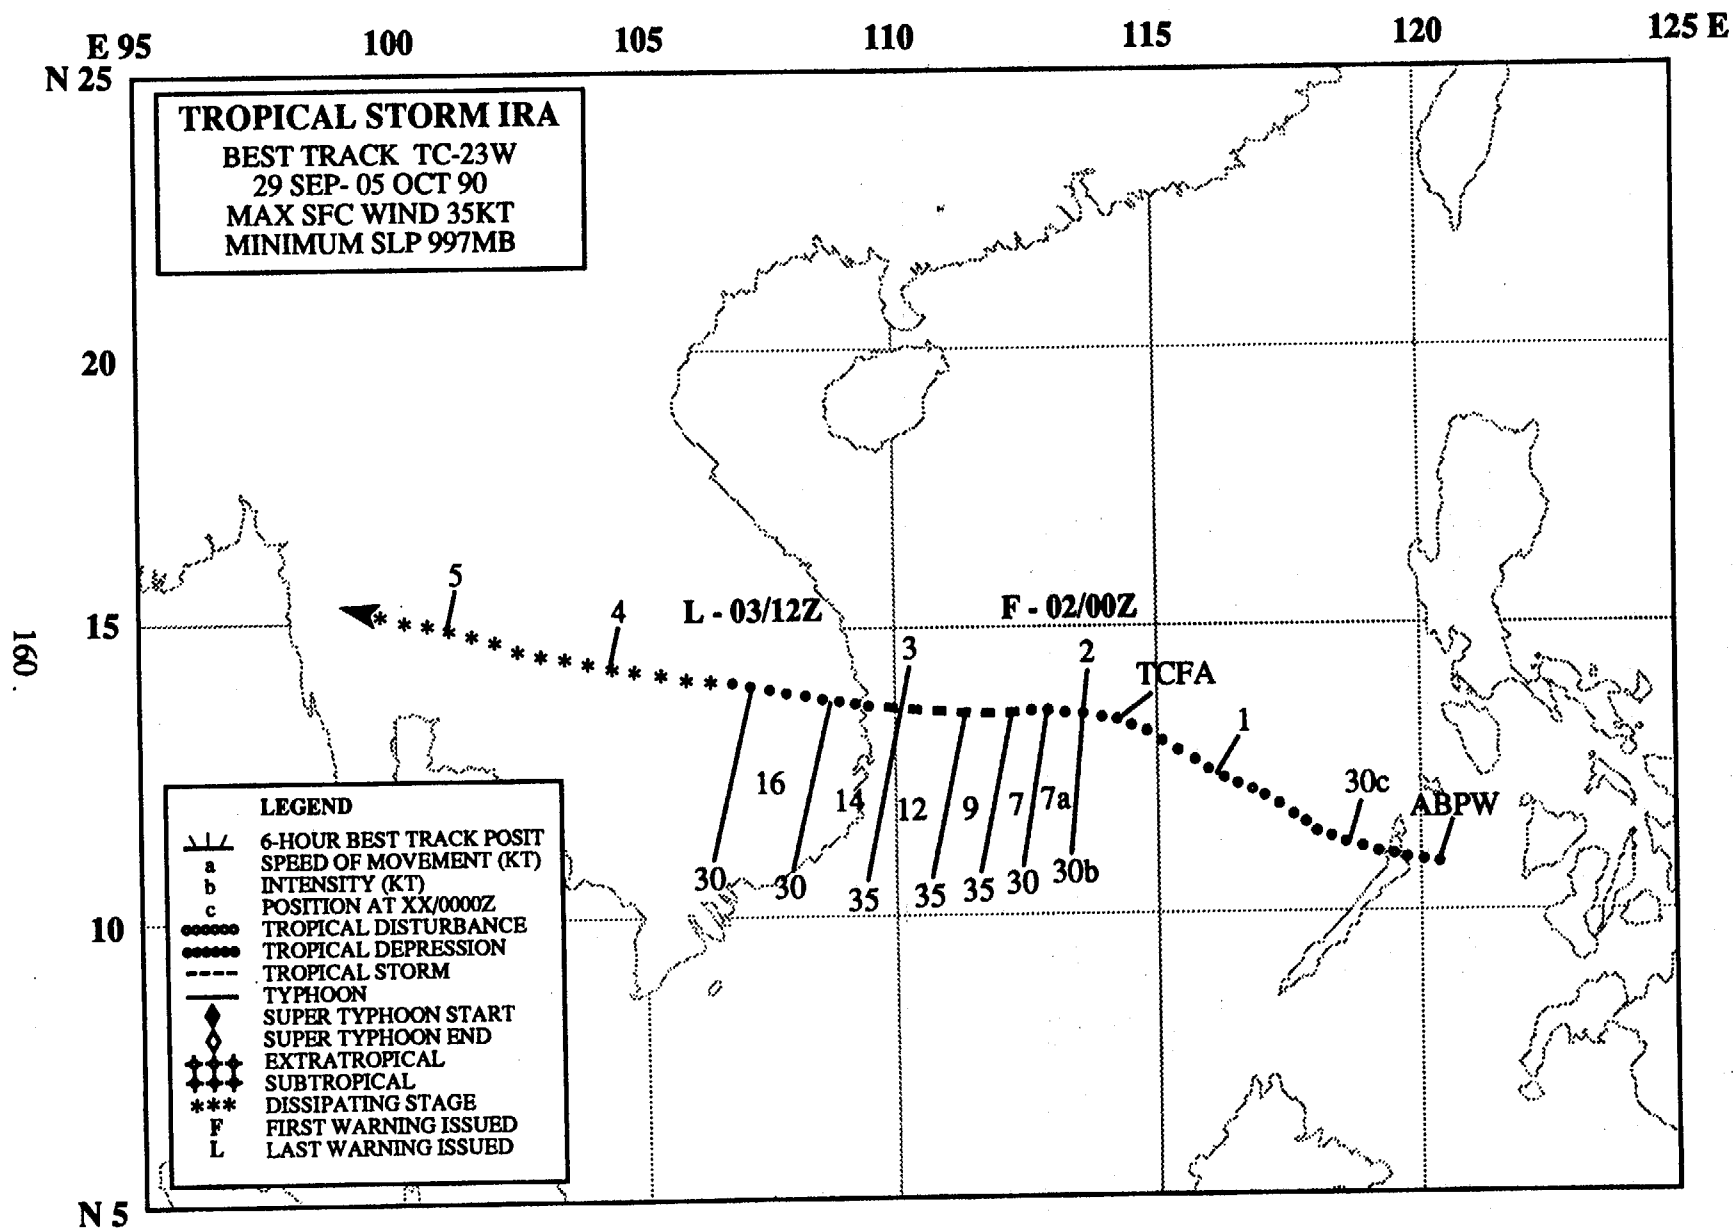 E 95 100 105 110 115 120 125 E
N 25
TROPICAL STORM IRA
BEST TRACK TC-23W
29 SEP- 05 OCT 90
MAX SFC WIND 35KT
MINIMUM SLP 997MB
20
5
4
L - 03/12Z
F - 02/00Z
15
160.
3
2
TCFA
1
30c
ABPW
16
14
12
9
7
7a
30
30
35
35
35
30
30b
10
LEGEND
6-HOUR BEST TRACK POSIT
a SPEED OF MOVEMENT (KT)
b INTENSITY (KT)
c POSITION AT XX/0000Z
TROPICAL DISTURBANCE
TROPICAL DEPRESSION
TROPICAL STORM
TYPHOON
SUPER TYPHOON START
SUPER TYPHOON END
EXTRATROPICAL
SUBTROPICAL
*** DISSIPATING STAGE
F FIRST WARNING ISSUED
L LAST WARNING ISSUED
N 5